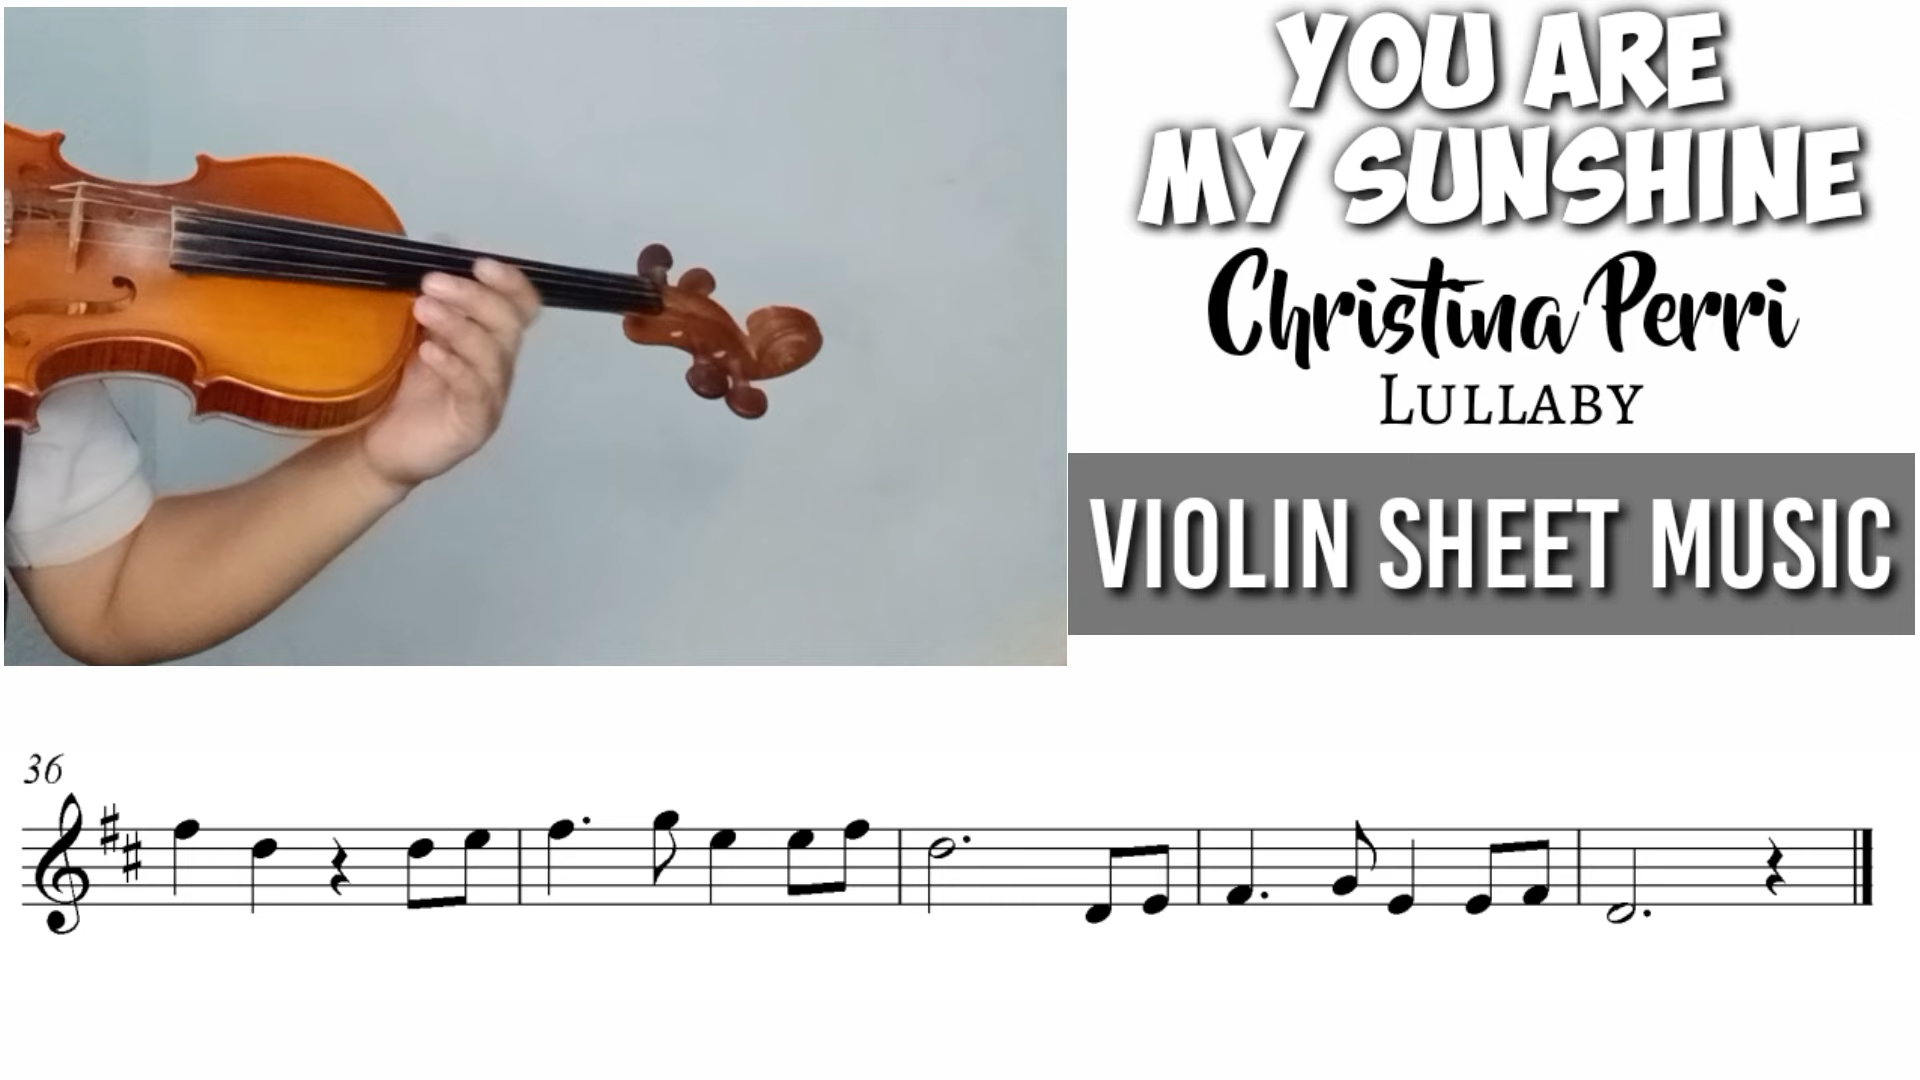 YOU ARE
MY SUNSHINE
Christina Perri
LULLABY
VIOLIN SHEET MUSIC
36